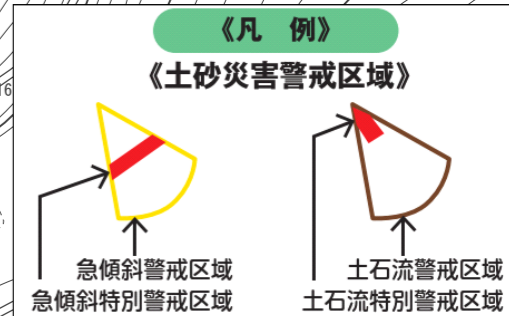 《凡　例》
《土砂災害警戒区域》
16
急傾斜警戒区域
急傾斜特別警戒区域
土石流警戒区域
土石流特別警戒区域